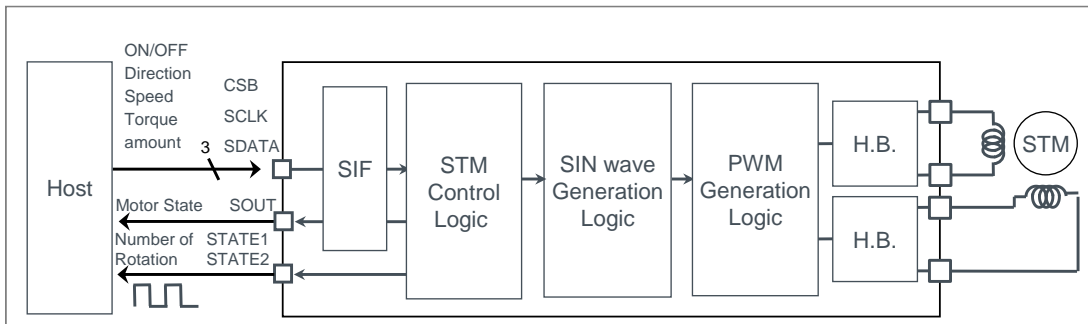 ON/OFF
Direction
Speed
Torque
amount
CSB
SCLK
SDATA
3
Host
Motor State
SOUT
Number of
Rotation
STATE1
STATE2
SIF
STM
Control
Logic
SIN wave
Generation
Logic
PWM
Generation
Logic
H.B.
H.B.
STM